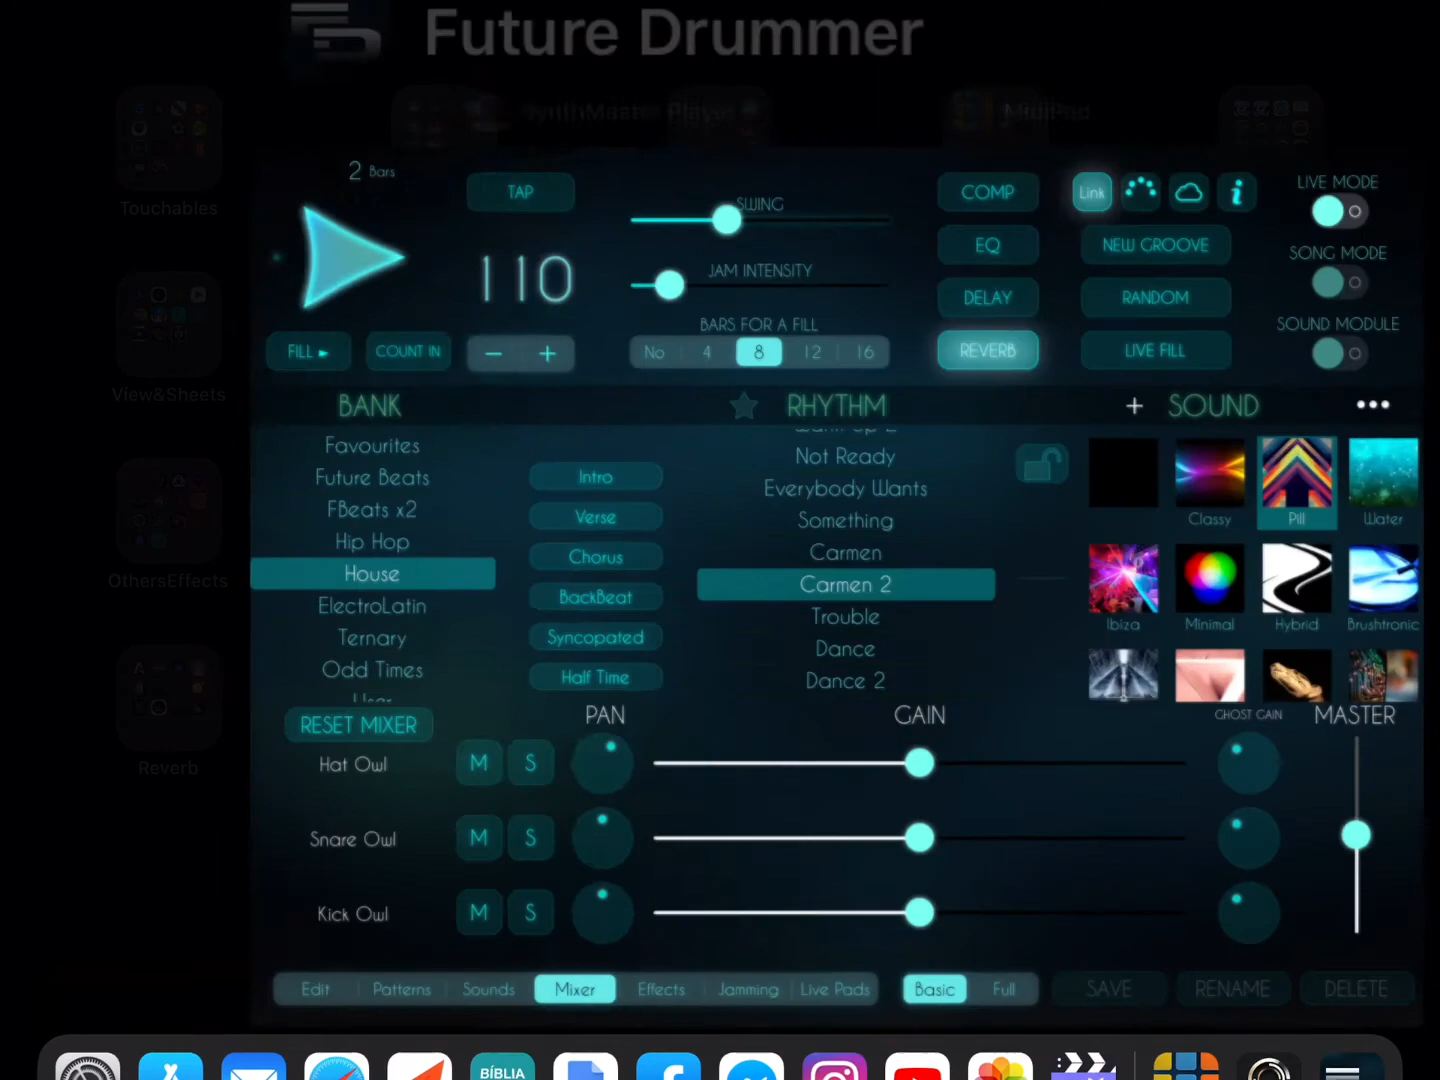 Future Drummer
SynthMaster Player
MidiPad
2 Bars
TAP
SWING
COMP
Link
LIVE MODE
Touchables
110
JAM INTENSITY
EQ
NEW GROOVE
SONG MODE
DELAY
RANDOM
BARS FOR A FILL
SOUND MODULE
FILL
COUNT IN
− +
No 4 8 12 16
REVERB
LIVE FILL
View&Sheets
BANK
RHYTHM
+ SOUND
Favourites
Future Beats
FBeats x2
Hip Hop
House
ElectroLatin
Ternary
Odd Times
User
Intro
Verse
Chorus
BackBeat
Syncopated
Half Time
Not Ready
Everybody Wants
Something
Carmen
Carmen 2
Trouble
Dance
Dance 2
Classy
Pill
Water
Ibiza
Minimal
Hybrid
Brushtronic
OthersEffects
Reverb
RESET MIXER
PAN
GAIN
GHOST GAIN
MASTER
Hat Owl
M S
Snare Owl
M S
Kick Owl
M S
Edit Patterns Sounds Mixer Effects Jamming Live Pads
Basic Full
SAVE
RENAME
DELETE
BÍBLIA